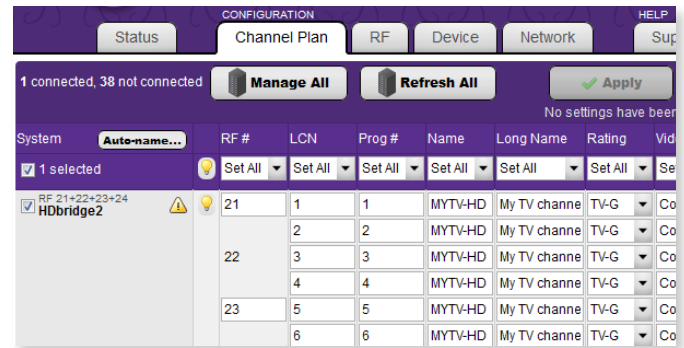 CONFIGURATION HELP
Status Channel Plan RF Device Network Sup
1 connected, 38 not connected Manage All Refresh All Apply
No settings have been
System Auto-name... RF # LCN Prog # Name Long Name Rating Vid
1 selected Set All Set All Set All Set All Set All Set All Se
RF 21+22+23+24
HDbridge2 21 1 1 MYTV-HD My TV channe TV-G Co
2 2 MYTV-HD My TV channe TV-G Co
22 3 3 MYTV-HD My TV channe TV-G Co
4 4 MYTV-HD My TV channe TV-G Co
23 5 5 MYTV-HD My TV channe TV-G Co
6 6 MYTV-HD My TV channe TV-G Co